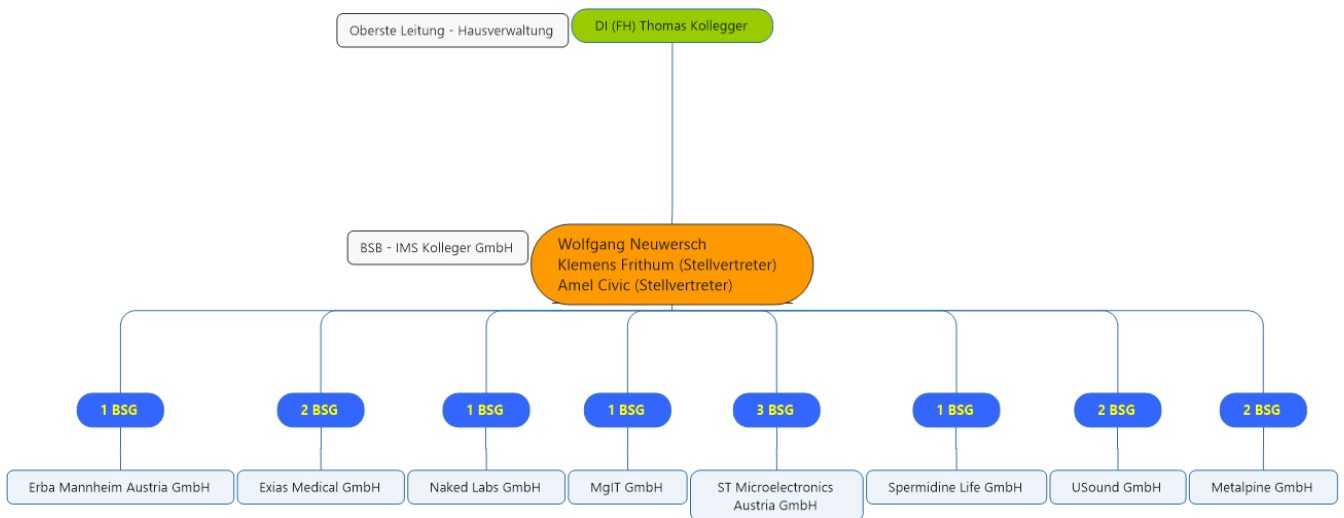 Oberste Leitung - Hausverwaltung
DI (FH) Thomas Kollegger
BSB - IMS Kolleger GmbH
Wolfgang Neuwersch
Klemens Frithum (Stellvertreter)
Amel Civic (Stellvertreter)
1 BSG
2 BSG
1 BSG
1 BSG
3 BSG
1 BSG
2 BSG
2 BSG
Erba Mannheim Austria GmbH
Exias Medical GmbH
Naked Labs GmbH
MgIT GmbH
ST Microelectronics
Austria GmbH
Spermidine Life GmbH
USound GmbH
Metalpine GmbH